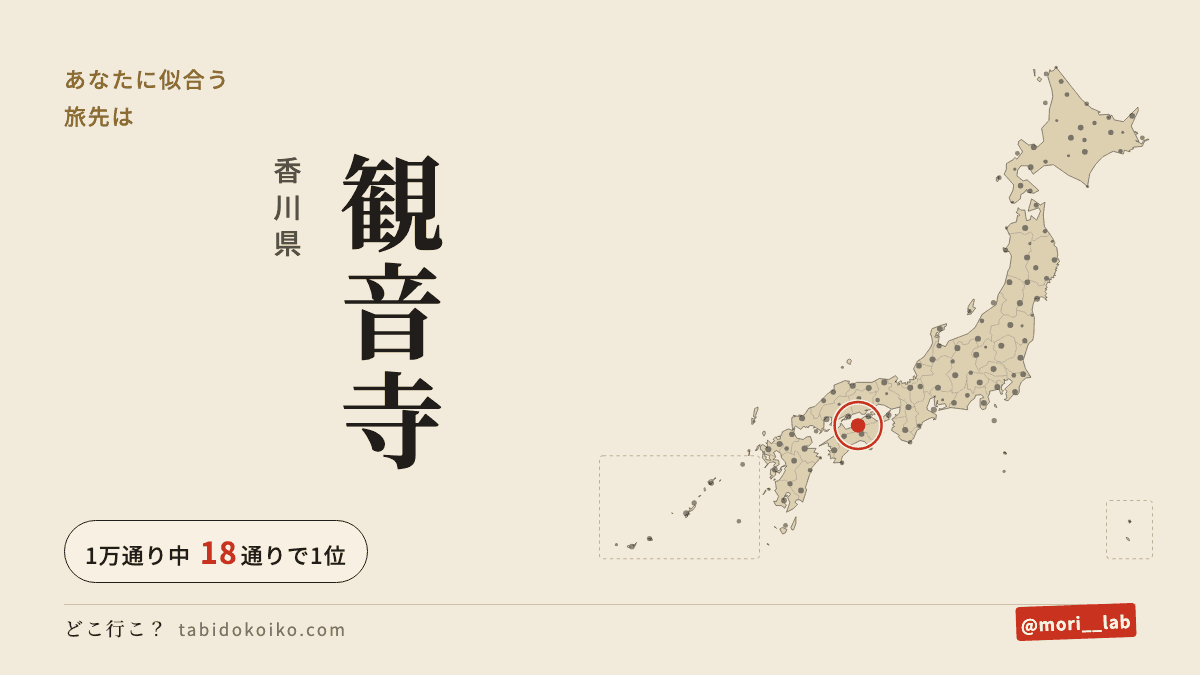 あなたに似合う
旅先は
観音寺
香川県
1万通り中 18通りで1位
どこ行こ? tabidokoiko.com
@mori__lab